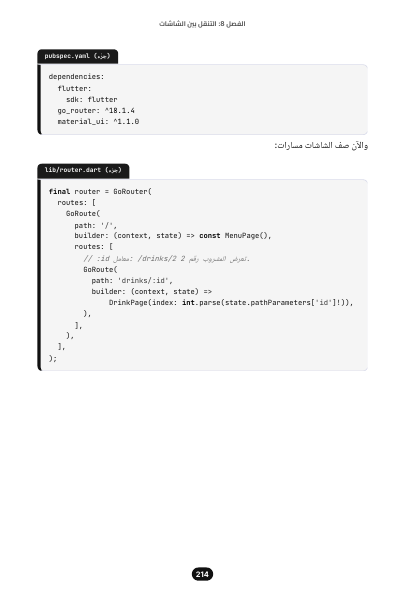 الفصل 8: التنقل بين الشاشات
pubspec.yaml (جزء)
dependencies:
  flutter:
    sdk: flutter
  go_router: ^18.1.4
  material_ui: ^1.1.0
والآن صف الشاشات مسارات:
lib/router.dart (جزء)
final router = GoRouter(
  routes: [
    GoRoute(
      path: '/',
      builder: (context, state) => const MenuPage(),
      routes: [
        // :id معامل: /drinks/2 تعرض المشروب رقم 2.
        GoRoute(
          path: 'drinks/:id',
          builder: (context, state) =>
              DrinkPage(index: int.parse(state.pathParameters['id']!)),
        ),
      ],
    ),
  ],
);
214